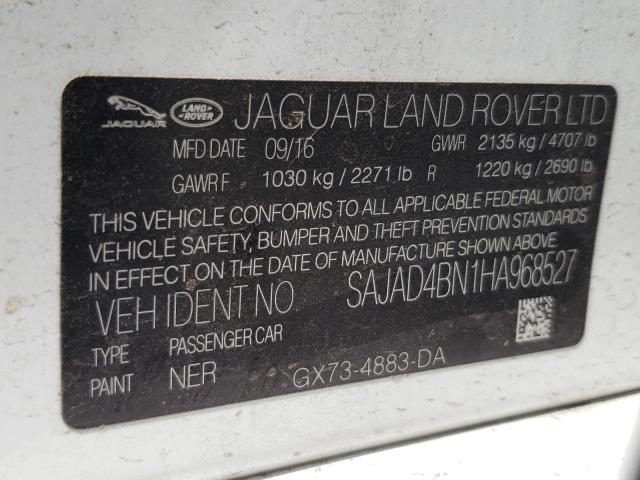 JAGUAR LAND-ROVER JAGUAR LAND ROVER LTD
MFD DATE 09/16 GVWR 2135 kg / 4707 lb
GAWR F 1030 kg / 2271 lb R 1220 kg / 2690 lb
THIS VEHICLE CONFORMS TO ALL APPLICABLE FEDERAL MOTOR
VEHICLE SAFETY, BUMPER AND THEFT PREVENTION STANDARDS
IN EFFECT ON THE DATE OF MANUFACTURE SHOWN ABOVE
VEH IDENT NO. SAJAD4BN1HA968527
TYPE PASSENGER CAR
PAINT NER GX73-4883-DA